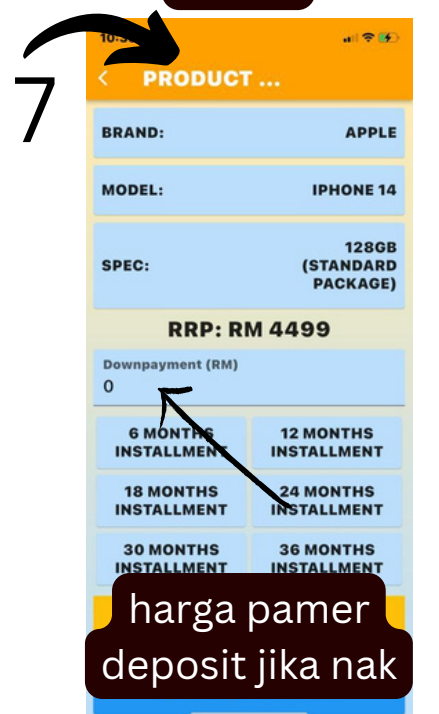 7
PRODUCT ...
BRAND: APPLE
MODEL: IPHONE 14
SPEC: 128GB
(STANDARD
PACKAGE)
RRP: RM 4499
Downpayment (RM)
0
6 MONTHS
INSTALLMENT
12 MONTHS
INSTALLMENT
18 MONTHS
INSTALLMENT
24 MONTHS
INSTALLMENT
30 MONTHS
INSTALLMENT
36 MONTHS
INSTALLMENT
harga pamer
deposit jika nak